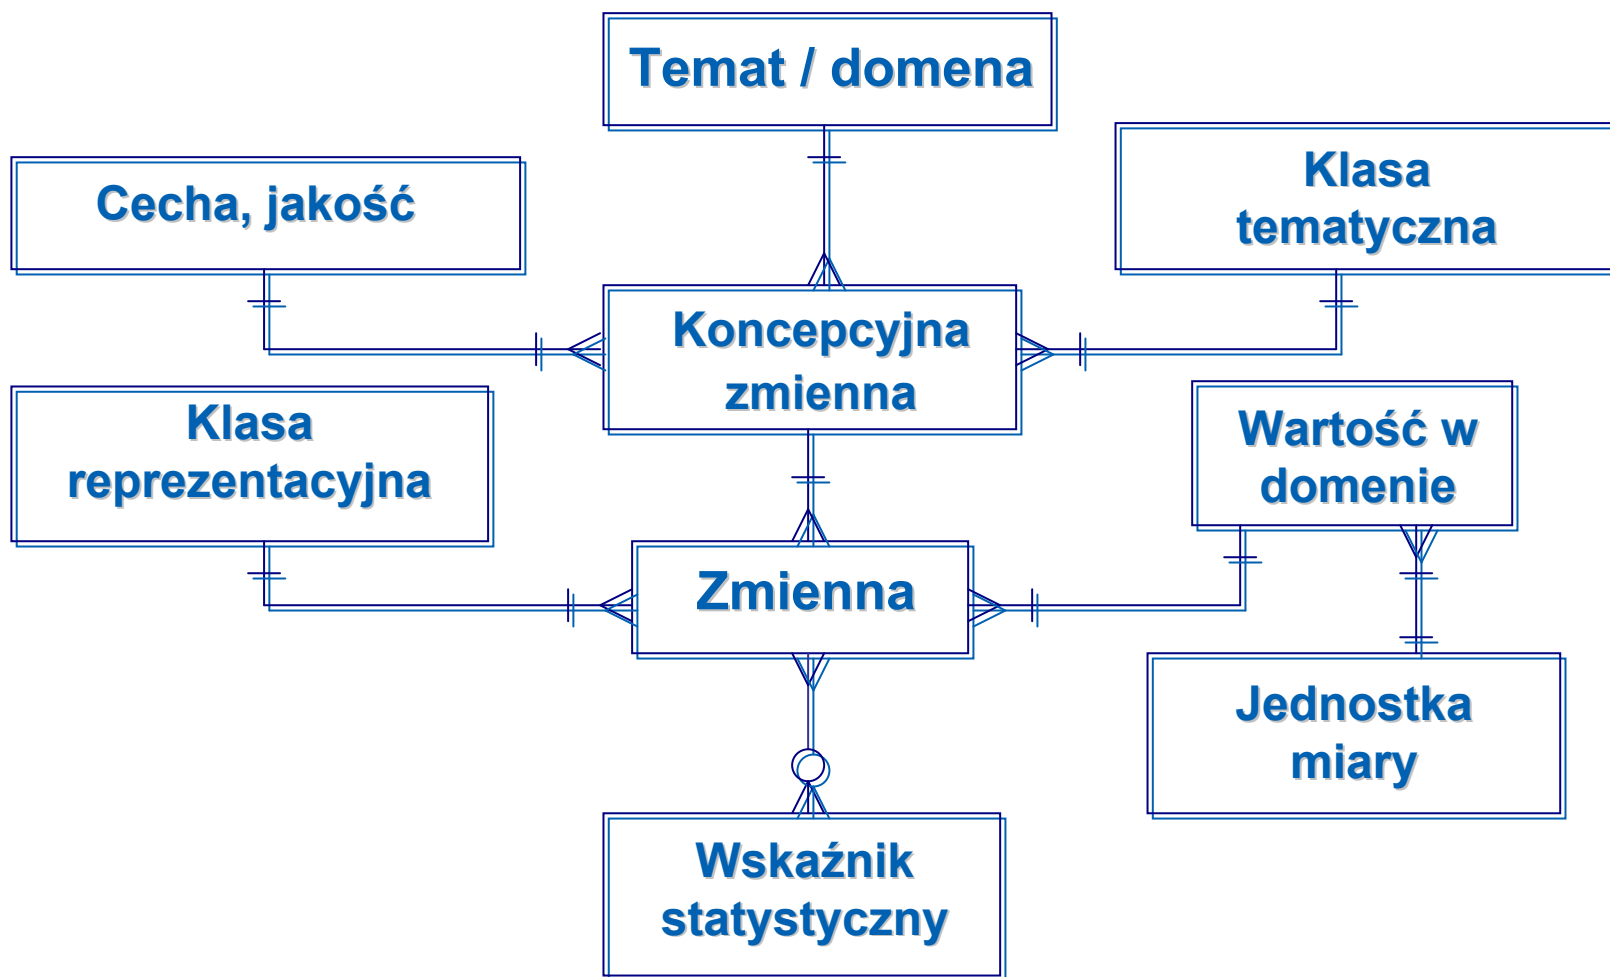 Temat / domena
Cecha, jakość
Klasa
tematyczna
Koncepcyjna
zmienna
Klasa
reprezentacyjna
Wartość w
domenie
Zmienna
Jednostka
miary
Wskaźnik
statystyczny